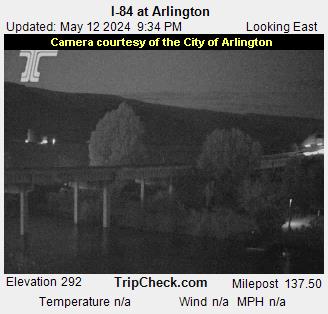 I-84 at Arlington
Updated: May 12 2024 9:34 PM Looking East
Camera courtesy of the City of Arlington
Elevation 292 TripCheck.com Milepost 137.50
Temperature n/a Wind n/a MPH n/a